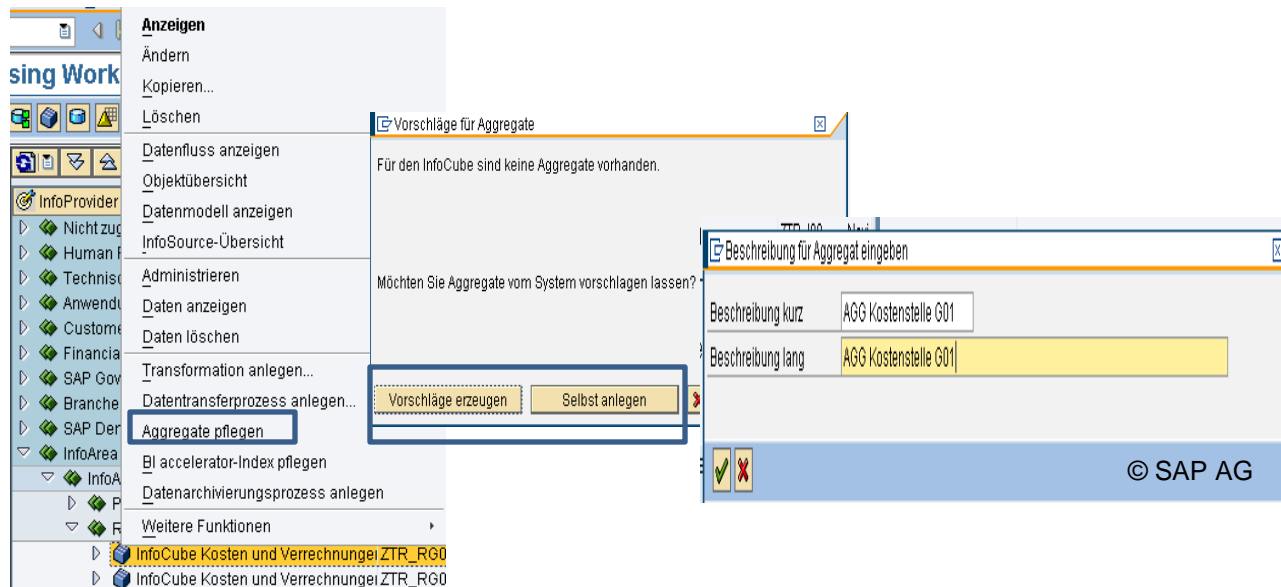 Anzeigen
Ändern
sing Work
Kopieren...
Löschen
Datenfluss anzeigen
Objektübersicht
Datenmodell anzeigen
InfoSource-Übersicht
Administrieren
Daten anzeigen
Daten löschen
Transformation anlegen...
Datentransferprozess anlegen...
Aggregate pflegen
BI accelerator-Index pflegen
Datenarchivierungsprozess anlegen
Weitere Funktionen
InfoProvider
Nicht zug
Human R
Technisc
Anwendu
Custome
Financia
SAP Gov
Branche
SAP Der
InfoArea
InfoA
P
R
InfoCube Kosten und Verrechnunger ZTR_RG0
InfoCube Kosten und Verrechnunger ZTR_RG0
Vorschläge für Aggregate
Für den InfoCube sind keine Aggregate vorhanden.
Möchten Sie Aggregate vom System vorschlagen lassen?
Vorschläge erzeugen Selbst anlegen
Beschreibung für Aggregat eingeben
Beschreibung kurz AGG Kostenstelle G01
Beschreibung lang AGG Kostenstelle G01
© SAP AG